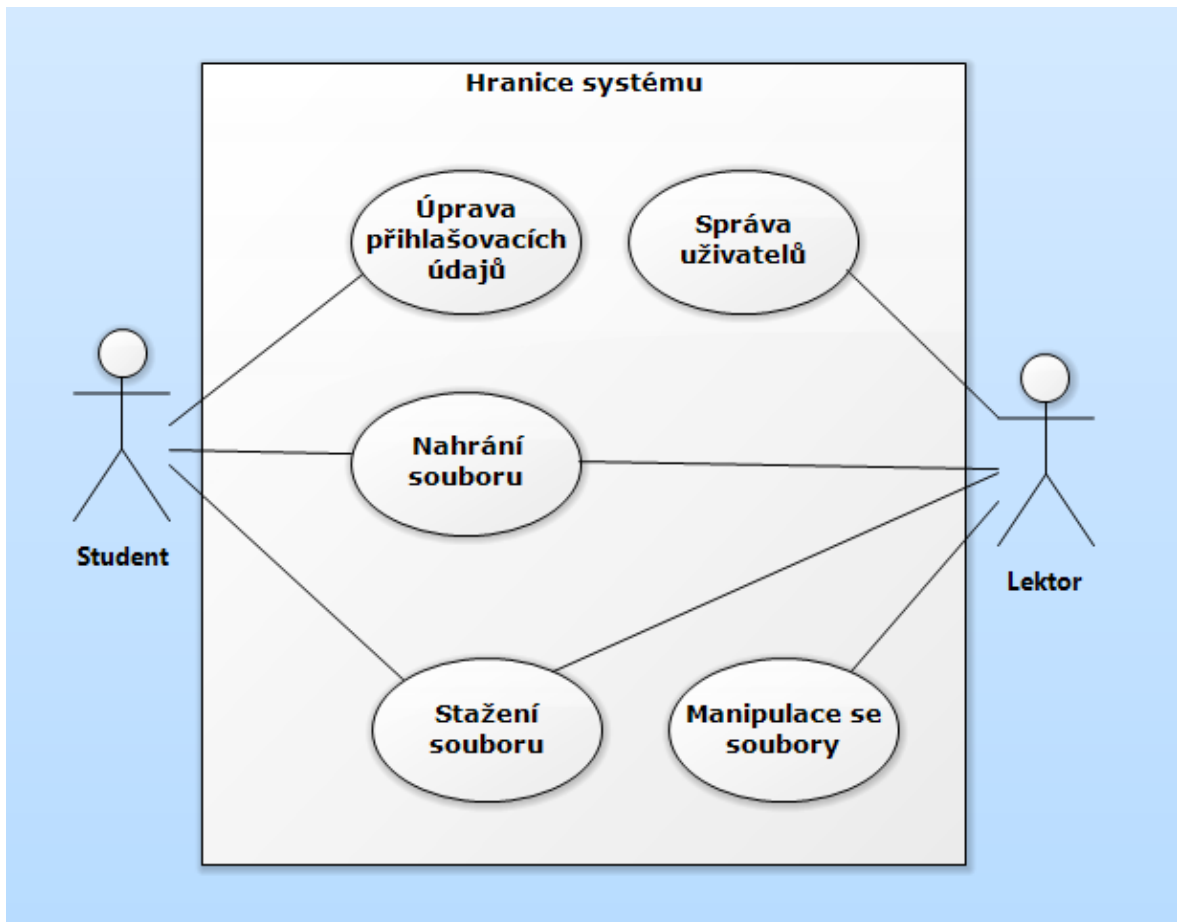 Hranice systému
Úprava
přihlašovacích
údajů
Správa
uživatelů
Nahrání
souboru
Student
Lektor
Stažení
souboru
Manipulace se
soubory